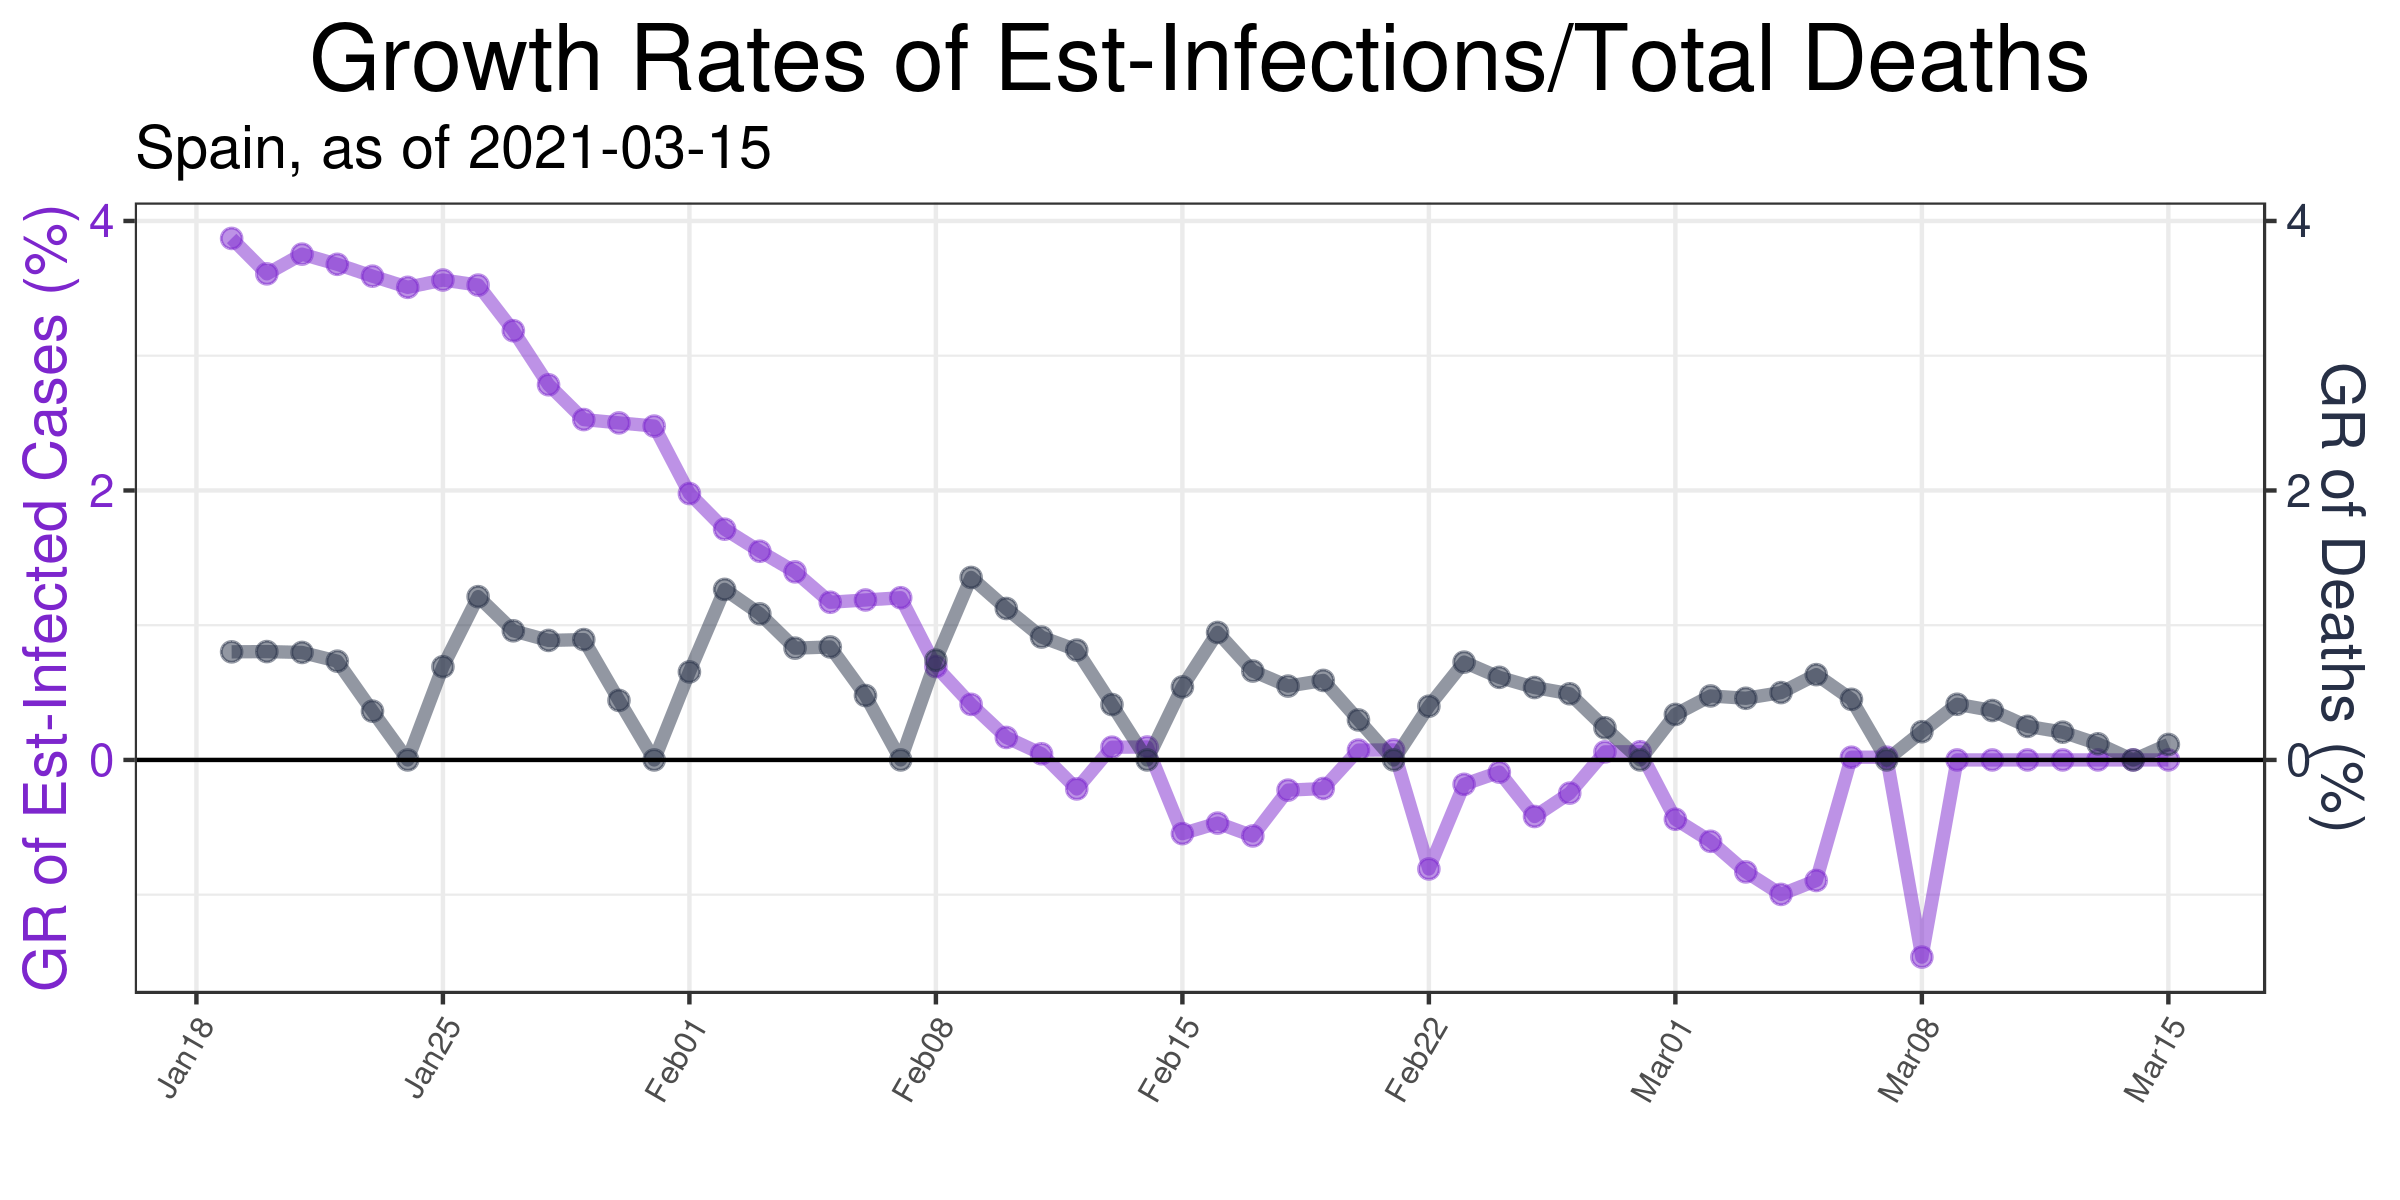 Growth Rates of Est-Infections/Total Deaths
Spain, as of 2021-03-15
GR of Est-Infected Cases (%)
4
2
0
4
2
0
GR of Deaths (%)
Jan18
Jan25
Feb01
Feb08
Feb15
Feb22
Mar01
Mar08
Mar15